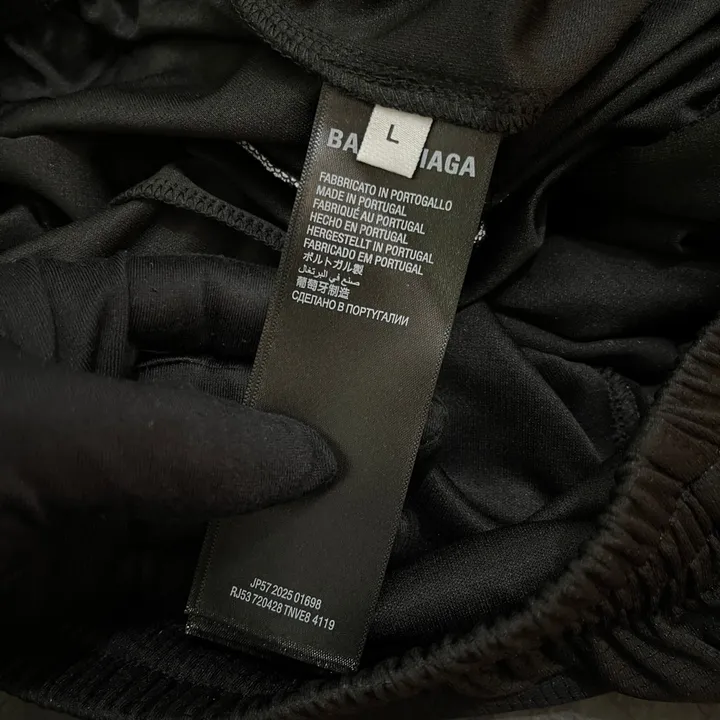 L
BALENCIAGA
FABBRICATO IN PORTOGALLO
MADE IN PORTUGAL
FABRIQUÉ AU PORTUGAL
HECHO EN PORTUGAL
HERGESTELLT IN PORTUGAL
FABRICADO EM PORTUGAL
ポルトガル製
صنع في البرتغال
葡萄牙制造
СДЕЛАНО В ПОРТУГАЛИИ
JP57 2025 01698
RJ53 720428 TNVE8 4119